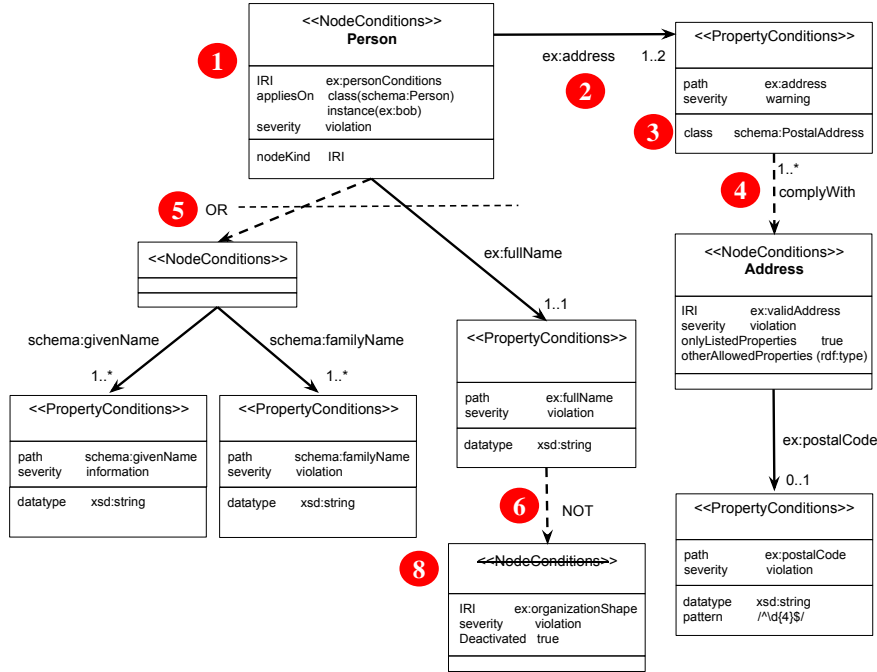 <<NodeConditions>>
Person
1
IRI ex:personConditions
appliesOn class(schema:Person)
instance(ex:bob)
severity violation
nodeKind IRI
ex:address 1..2
2
<<PropertyConditions>>
path ex:address
severity warning
3
class schema:PostalAddress
1..*
4
complyWith
5
OR
<<NodeConditions>>
ex:fullName
1..1
<<NodeConditions>>
Address
IRI ex:validAddress
severity violation
onlyListedProperties true
otherAllowedProperties (rdf:type)
schema:givenName
1..*
schema:familyName
1..*
<<PropertyConditions>>
path schema:givenName
severity information
datatype xsd:string
<<PropertyConditions>>
path schema:familyName
severity violation
datatype xsd:string
<<PropertyConditions>>
path ex:fullName
severity violation
datatype xsd:string
ex:postalCode
0..1
6
NOT
8
<<NodeConditions>>
IRI ex:organizationShape
severity violation
Deactivated true
<<PropertyConditions>>
path ex:postalCode
severity violation
datatype xsd:string
pattern /^\d{4}$/